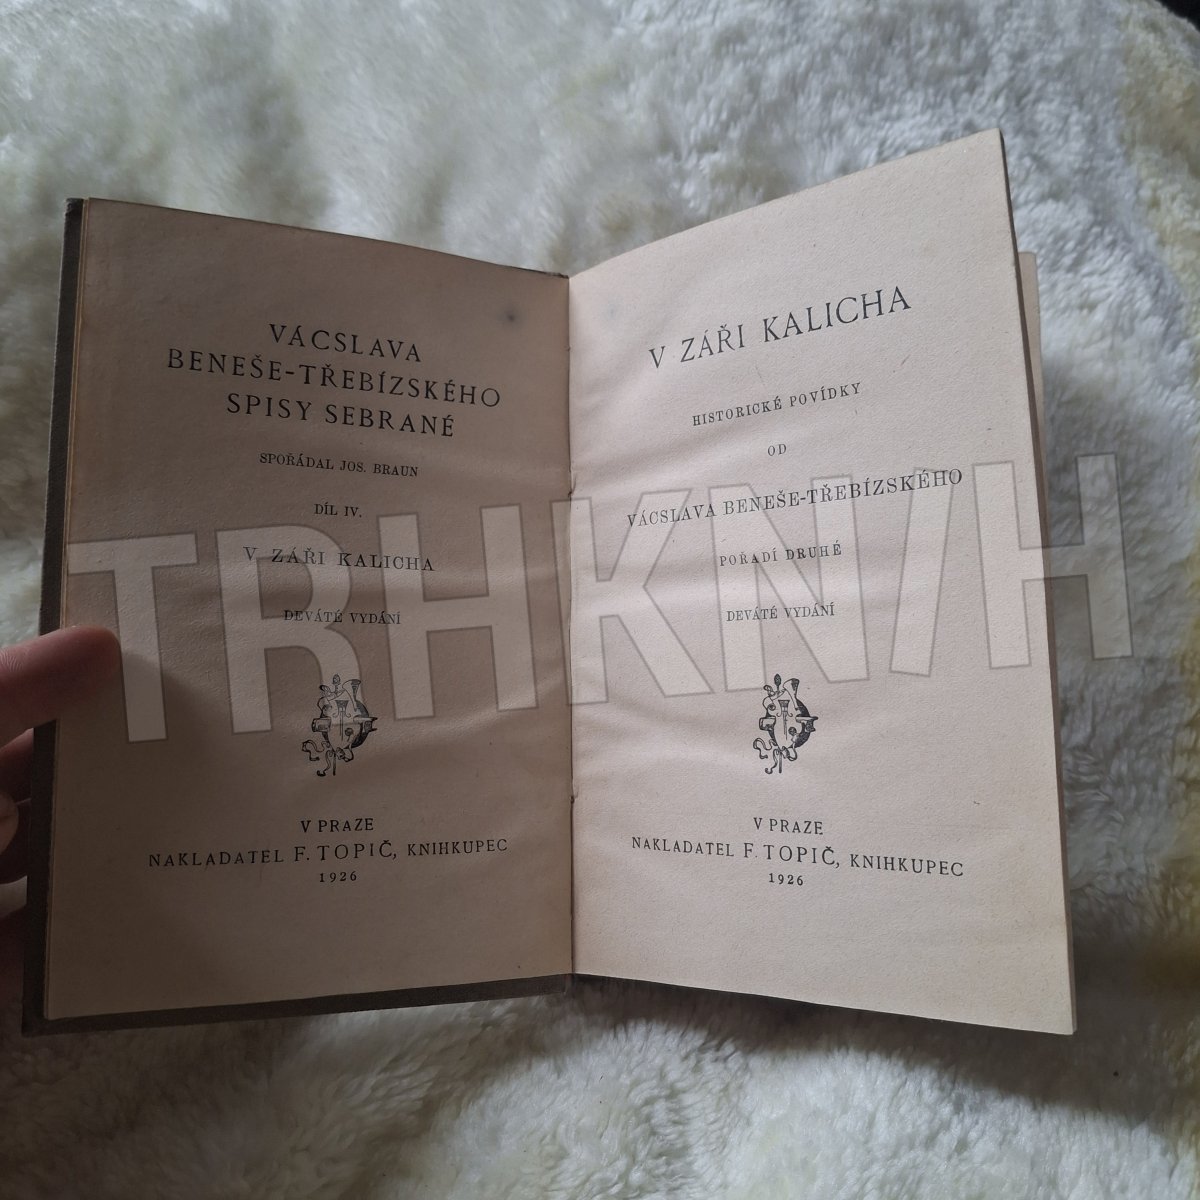 VÁCSLAVA
BENEŠE-TŘEBÍZSKÉHO
SPISY SEBRANÉ
SPOŘÁDAL JOS. BRAUN
DÍL IV.
V ZÁŘI KALICHA
DEVÁTÉ VYDÁNÍ
V PRAZE
NAKLADATEL F. TOPIČ, KNIHKUPEC
1926
V ZÁŘI KALICHA
HISTORICKÉ POVÍDKY
OD
VÁCSLAVA BENEŠE-TŘEBÍZSKÉHO
POŘADÍ DRUHÉ
DEVÁTÉ VYDÁNÍ
V PRAZE
NAKLADATEL F. TOPIČ, KNIHKUPEC
1926
TRHKNIH